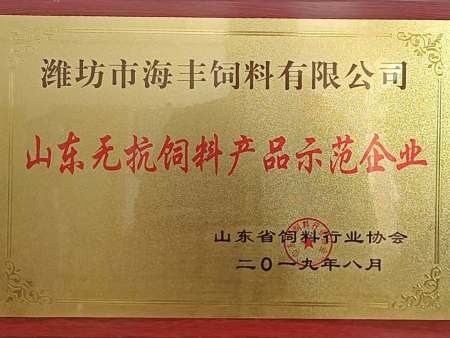 潍坊市海丰饲料有限公司
山东无抗饲料产品示范企业
山东省饲料行业协会
二〇一九年八月